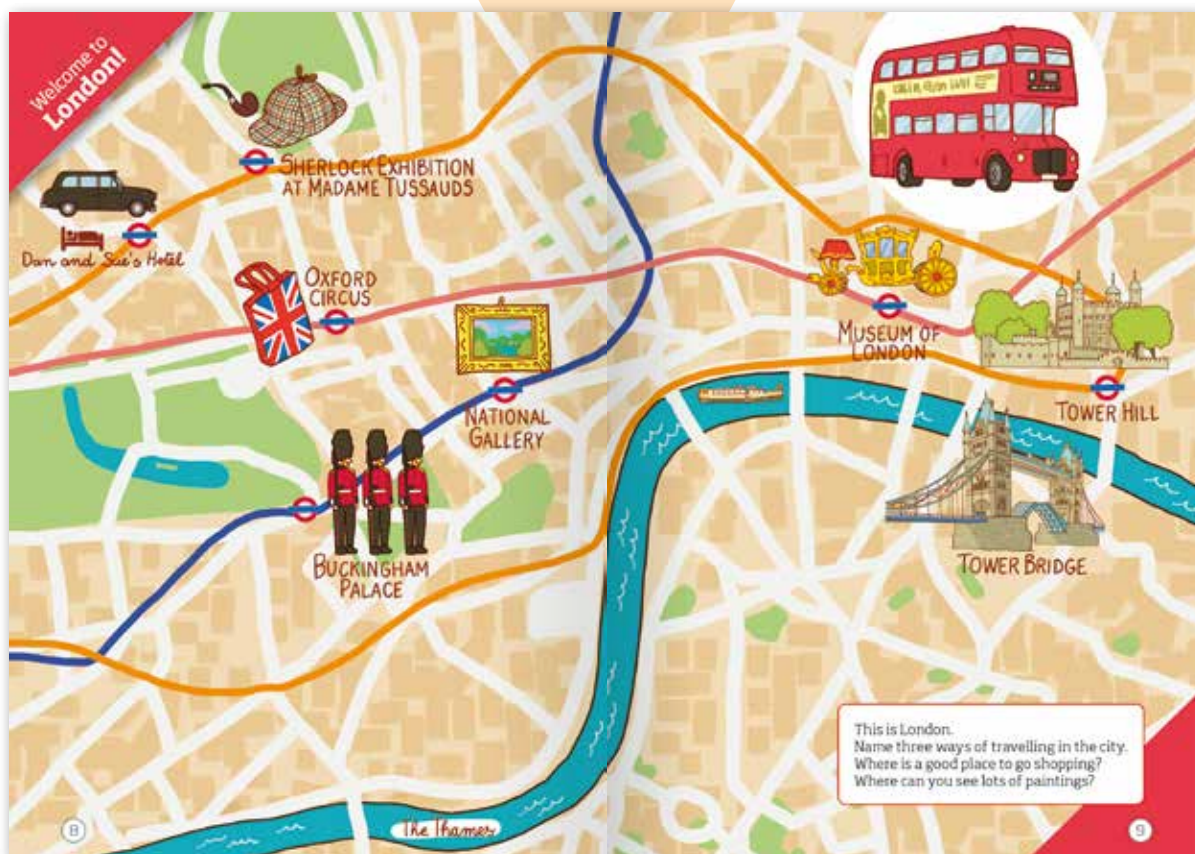 Welcome to
London!
SHERLOCK EXHIBITION
AT MADAME TUSSAUDS
Dan and Sue's Hotel
OXFORD
CIRCUS
NATIONAL
GALLERY
BUCKINGHAM
PALACE
MUSEUM OF
LONDON
TOWER HILL
TOWER BRIDGE
The Thames
This is London.
Name three ways of travelling in the city.
Where is a good place to go shopping?
Where can you see lots of paintings?
8
9